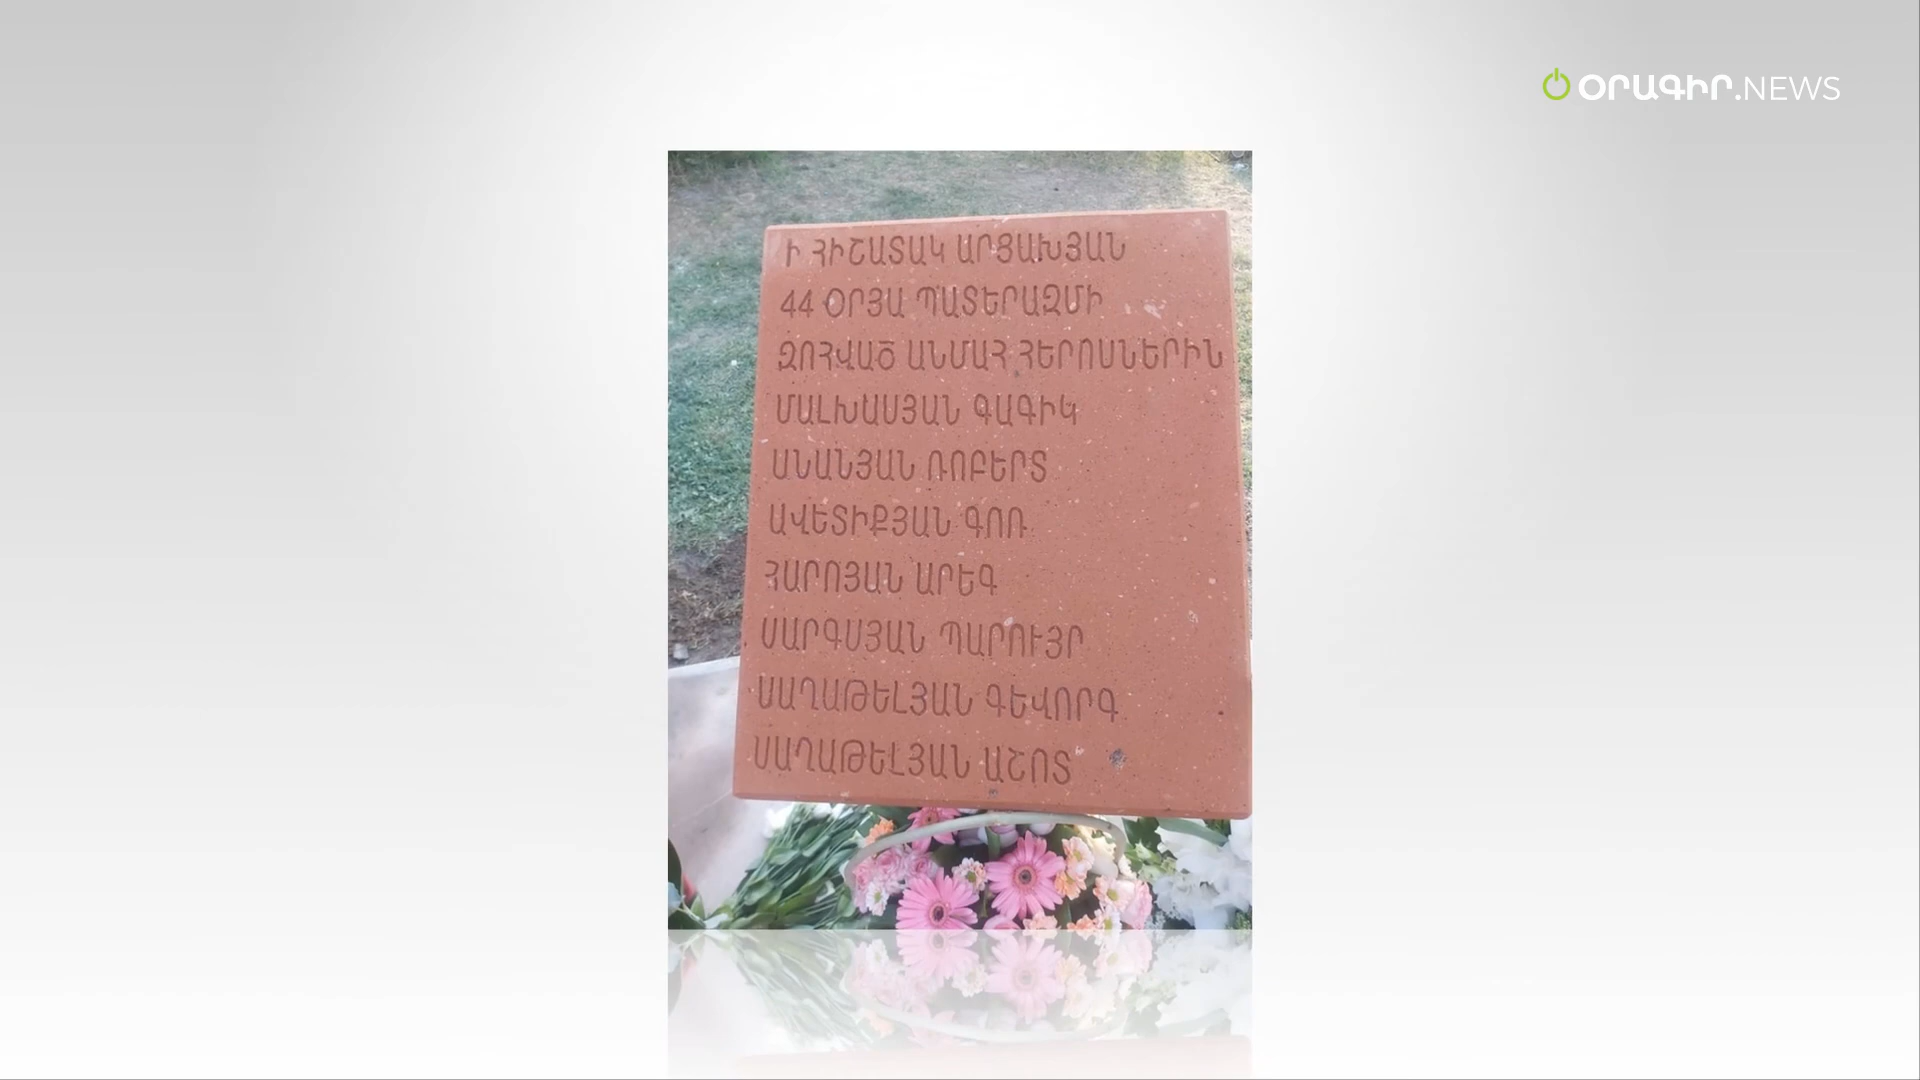 ՕՐԱԳԻՐ.NEWS
Ի ՀԻՇԱՏԱԿ ԱՐՑԱԽՅԱՆ
44 ՕՐՅԱ ՊԱՏԵՐԱԶՄԻ
ԶՈՀՎԱԾ ԱՆՄԱՀ ՀԵՐՈՍՆԵՐԻՆ
ՄԱԼԽԱՍՅԱՆ ԳԱԳԻԿ
ԱՆԱՆՅԱՆ ՌՈԲԵՐՏ
ԱՎԵՏԻՔՅԱՆ ԳՈՌ
ՀԱՐՈՅԱՆ ԱՐԵԳ
ՍԱՐԳՍՅԱՆ ՊԱՐՈՒՅՐ
ՍԱՂԱԹԵԼՅԱՆ ԳԵՎՈՐԳ
ՍԱՂԱԹԵԼՅԱՆ ԱՇՈՏ